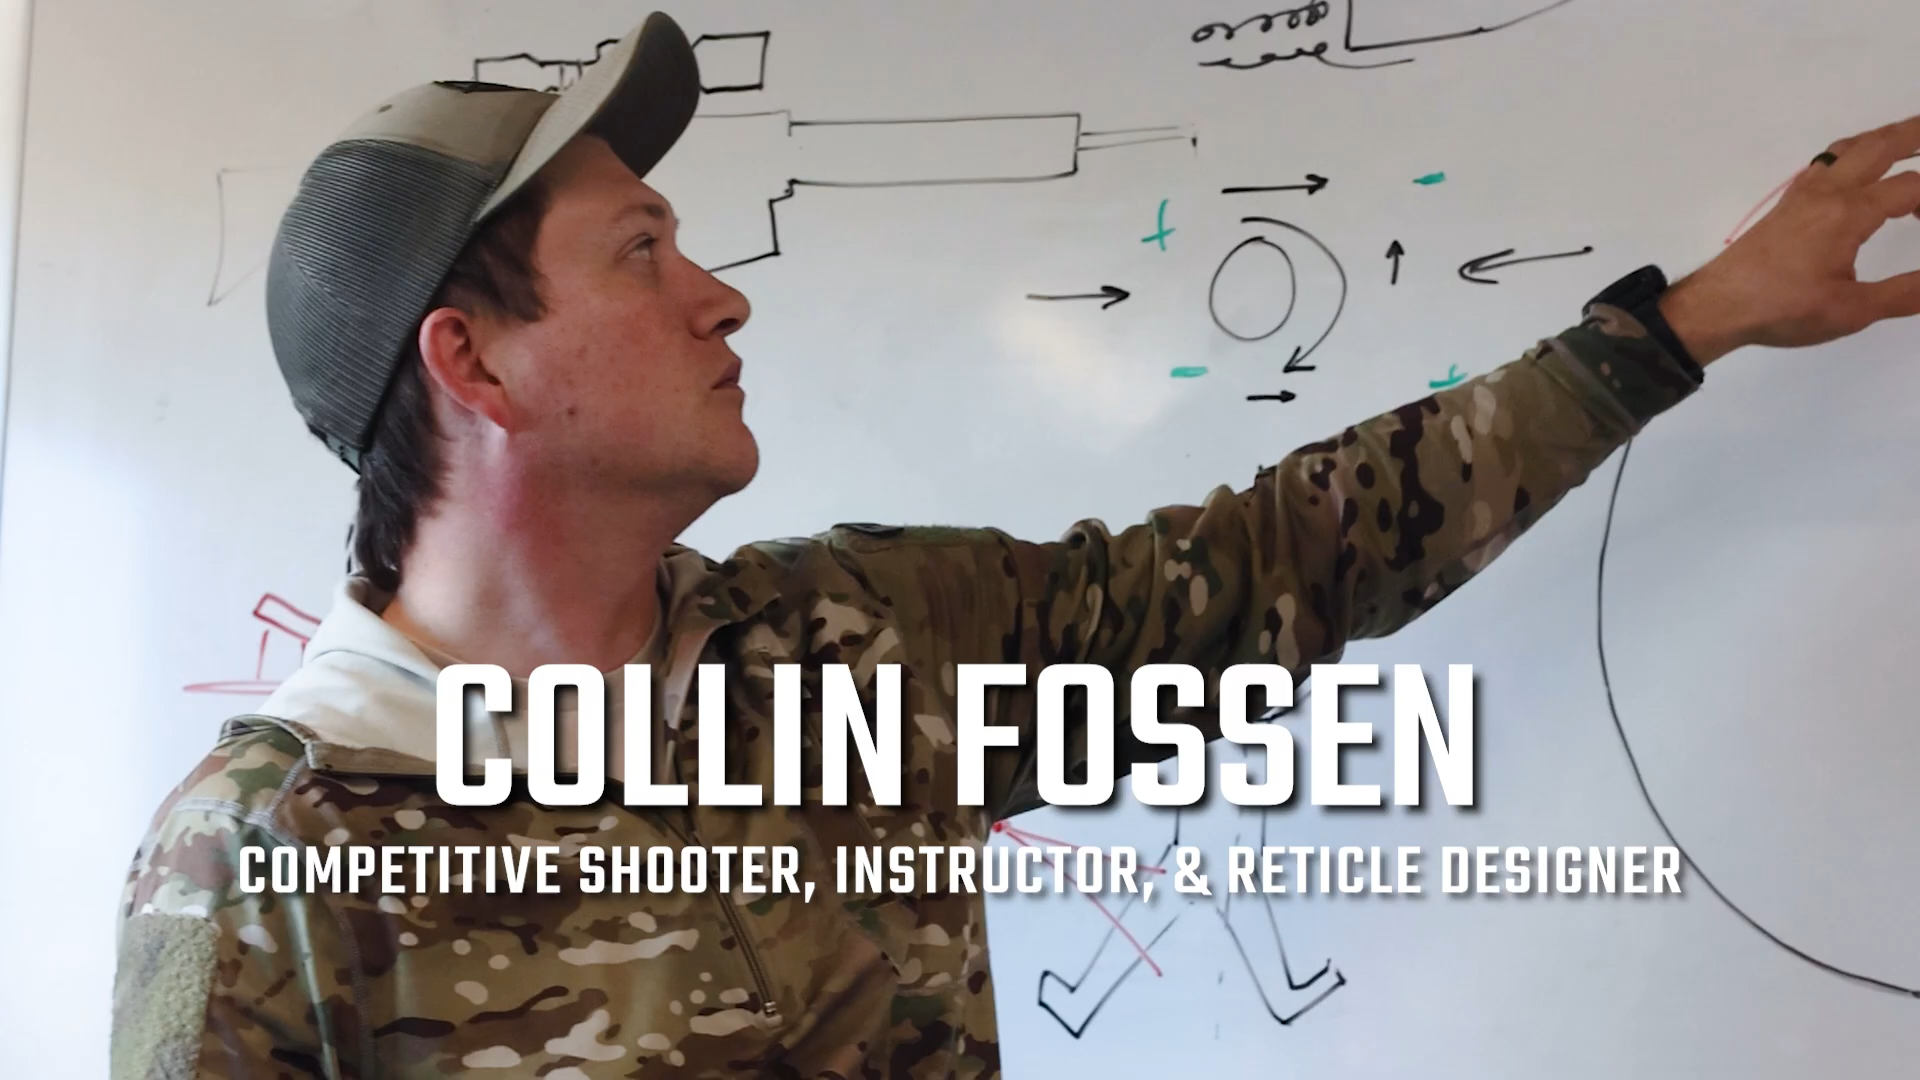 +
-
-
+
COLLIN FOSSEN
COMPETITIVE SHOOTER, INSTRUCTOR, & RETICLE DESIGNER